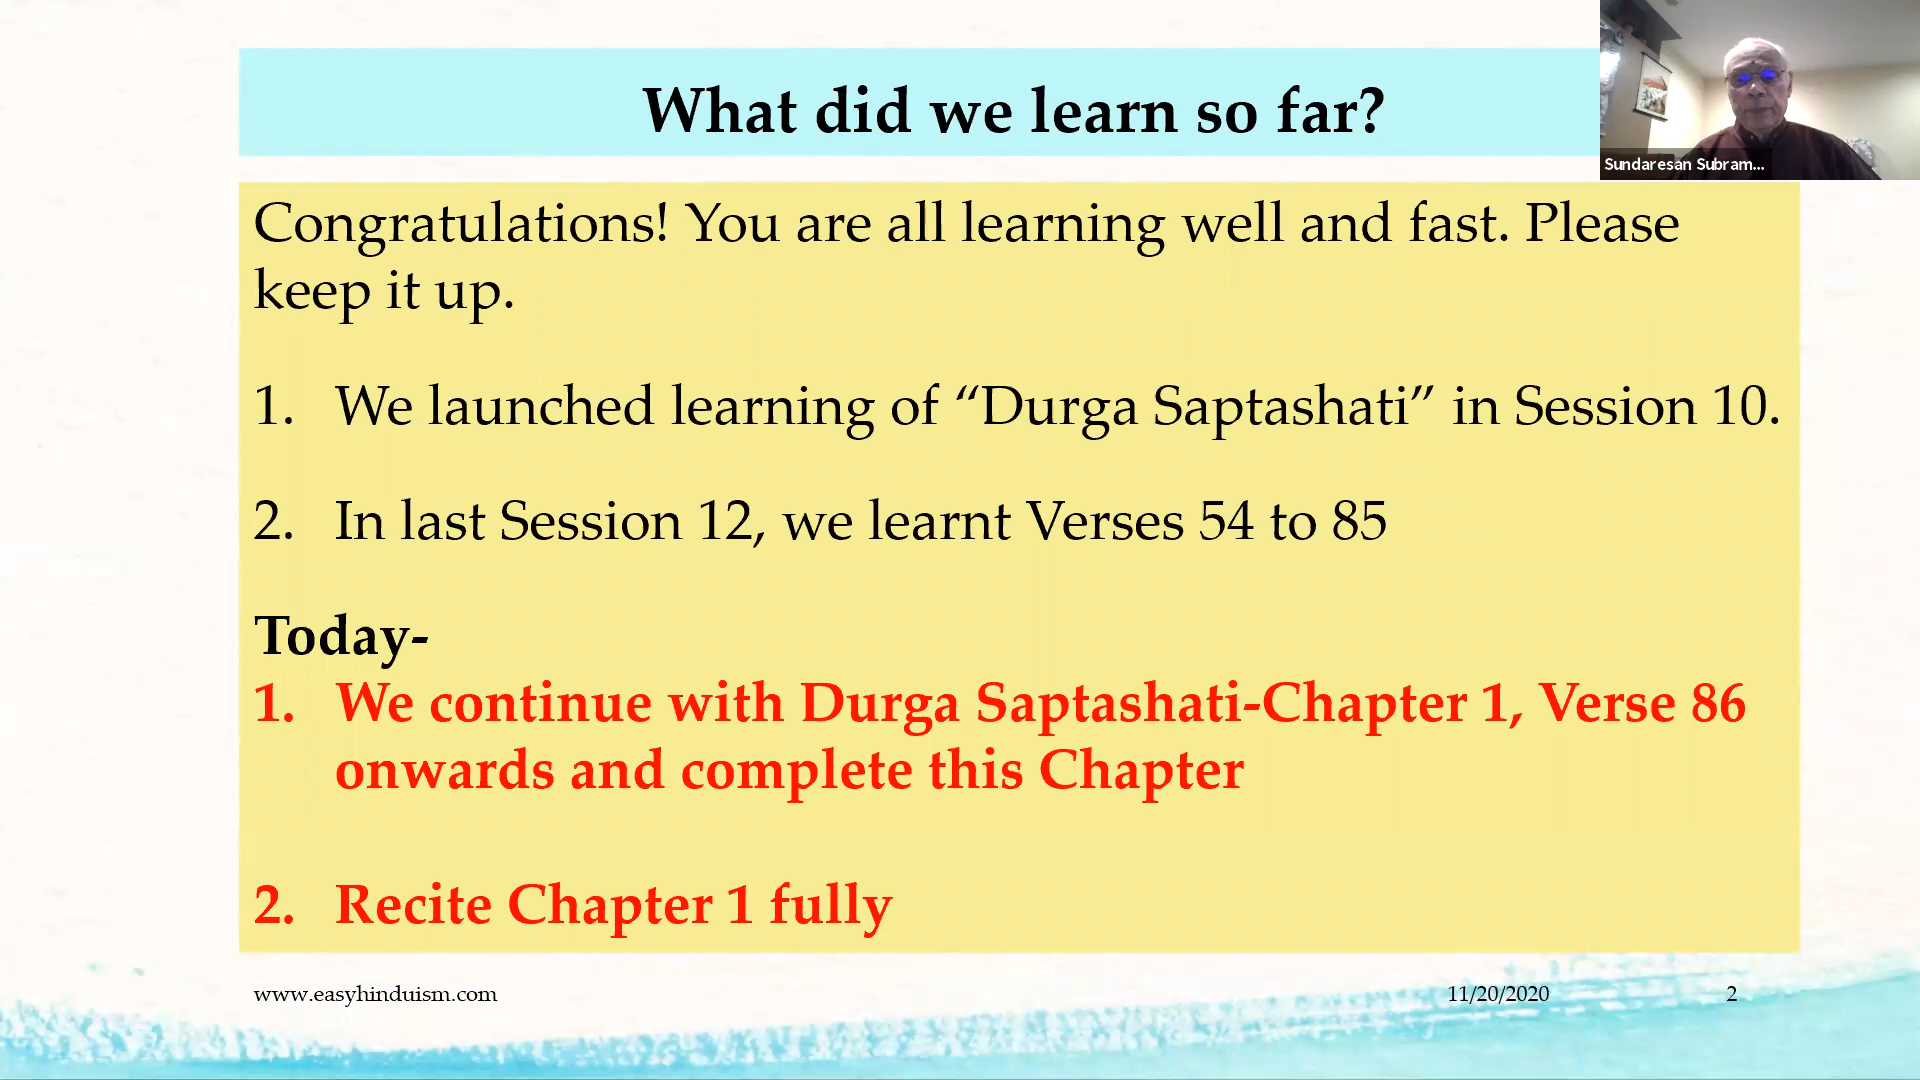 What did we learn so far?
Sundaresan Subram...
Congratulations! You are all learning well and fast. Please
keep it up.
1. We launched learning of “Durga Saptashati” in Session 10.
2. In last Session 12, we learnt Verses 54 to 85
Today-
1. We continue with Durga Saptashati-Chapter 1, Verse 86
onwards and complete this Chapter
2. Recite Chapter 1 fully
www.easyhinduism.com
11/20/2020
2